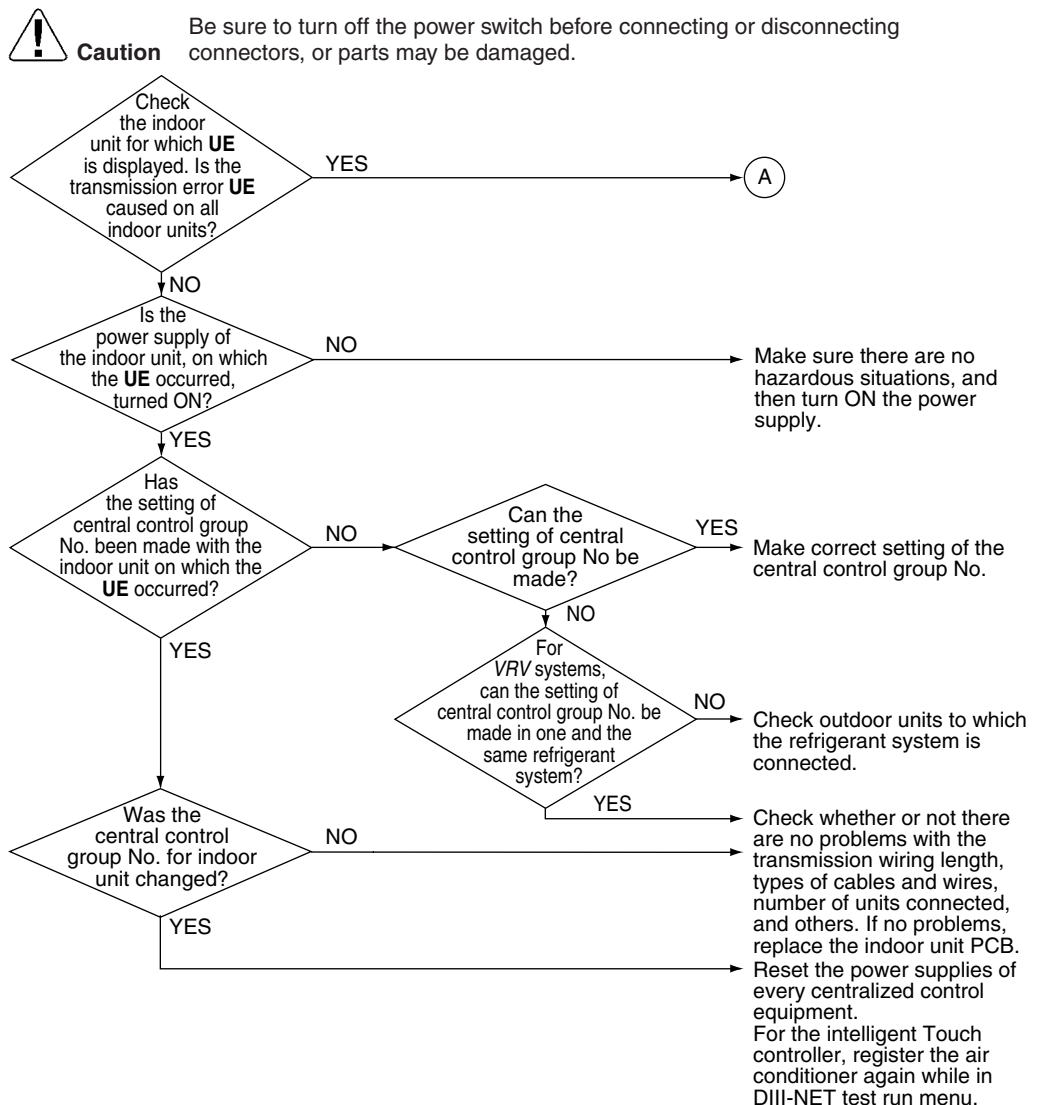 Be sure to turn off the power switch before connecting or disconnecting
Caution connectors, or parts may be damaged.
Check
the indoor
unit for which UE
is displayed. Is the
transmission error UE
caused on all
indoor units?
YES
A
NO
Is the
power supply of
the indoor unit, on which
the UE occurred,
turned ON?
NO
Make sure there are no
hazardous situations, and
then turn ON the power
supply.
YES
Has
the setting of
central control group
No. been made with the
indoor unit on which the
UE occurred?
NO
Can the
setting of central
control group No be
made?
YES
Make correct setting of the
central control group No.
NO
For
VRV systems,
can the setting of
central control group No. be
made in one and the
same refrigerant
system?
NO
Check outdoor units to which
the refrigerant system is
connected.
YES
YES
Was the
central control
group No. for indoor
unit changed?
NO
Check whether or not there
are no problems with the
transmission wiring length,
types of cables and wires,
number of units connected,
and others. If no problems,
replace the indoor unit PCB.
YES
Reset the power supplies of
every centralized control
equipment.
For the intelligent Touch
controller, register the air
conditioner again while in
DIII-NET test run menu.